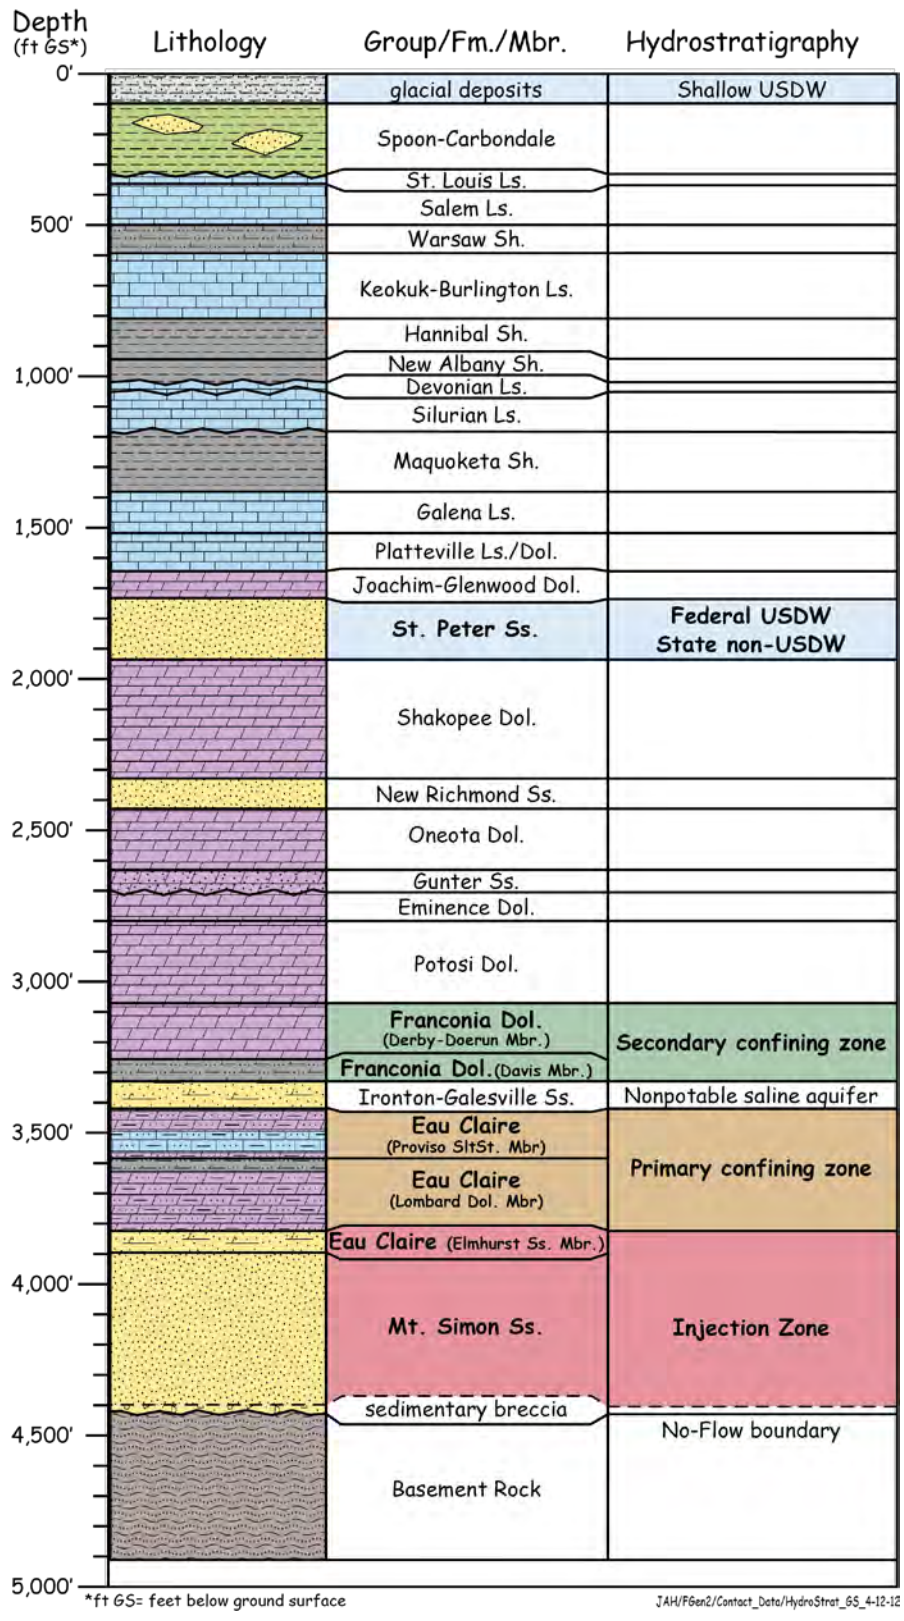 Depth
(ft GS*)
Lithology
Group/Fm./Mbr.
Hydrostratigraphy
0'
glacial deposits
Shallow USDW
Spoon-Carbondale
St. Louis Ls.
Salem Ls.
500'
Warsaw Sh.
Keokuk-Burlington Ls.
Hannibal Sh.
New Albany Sh.
1,000'
Devonian Ls.
Silurian Ls.
Maquoketa Sh.
Galena Ls.
1,500'
Platteville Ls./Dol.
Joachim-Glenwood Dol.
St. Peter Ss.
Federal USDW
State non-USDW
2,000'
Shakopee Dol.
New Richmond Ss.
2,500'
Oneota Dol.
Gunter Ss.
Eminence Dol.
Potosi Dol.
3,000'
Franconia Dol.
(Derby-Doerun Mbr.)
Secondary confining zone
Franconia Dol.(Davis Mbr.)
Ironton-Galesville Ss.
Nonpotable saline aquifer
3,500'
Eau Claire
(Proviso SltSt. Mbr)
Primary confining zone
Eau Claire
(Lombard Dol. Mbr)
Eau Claire (Elmhurst Ss. Mbr.)
4,000'
Mt. Simon Ss.
Injection Zone
sedimentary breccia
4,500'
No-Flow boundary
Basement Rock
5,000'
*ft GS= feet below ground surface
JAH/FGen2/Contact_Data/HydroStrat_GS_4-12-12